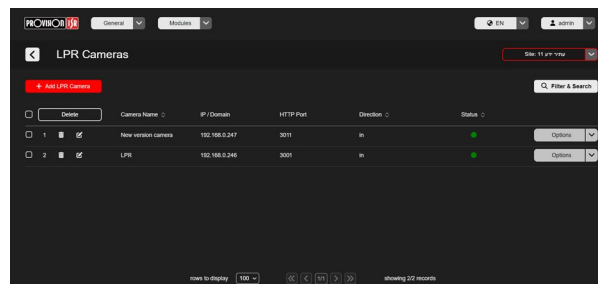 PROVISION ISR General Modules EN admin
LPR Cameras Site: 11 עתיר ידע
+ Add LPR Camera Filter & Search
Delete Camera Name IP / Domain HTTP Port Direction Status
1 New version camera 192.168.0.247 3011 in Options
2 LPR 192.168.0.246 3001 in Options
rows to display 100 1/1 showing 2/2 records